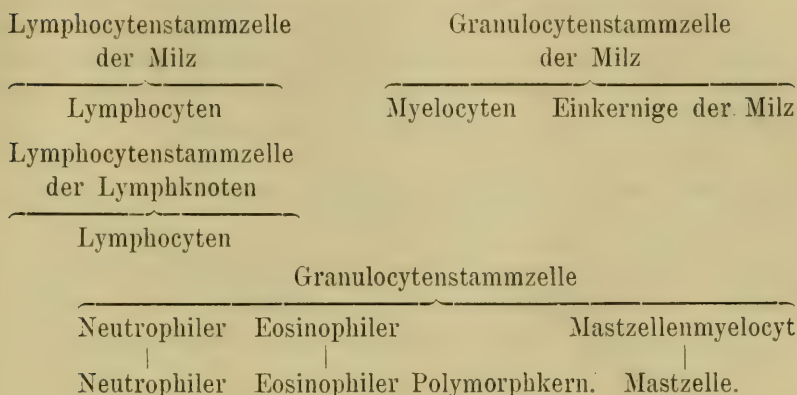 Lymphocytenstammzelle Granulocytenstammzelle
der Milz der Milz
Lymphocyten Myelocyten Einkernige der Milz
Lymphocytenstammzelle
der Lymphknoten
Lymphocyten
Granulocytenstammzelle
Neutrophiler Eosinophiler Mastzellenmyelocyt
Neutrophiler Eosinophiler Polymorphkern. Mastzelle.